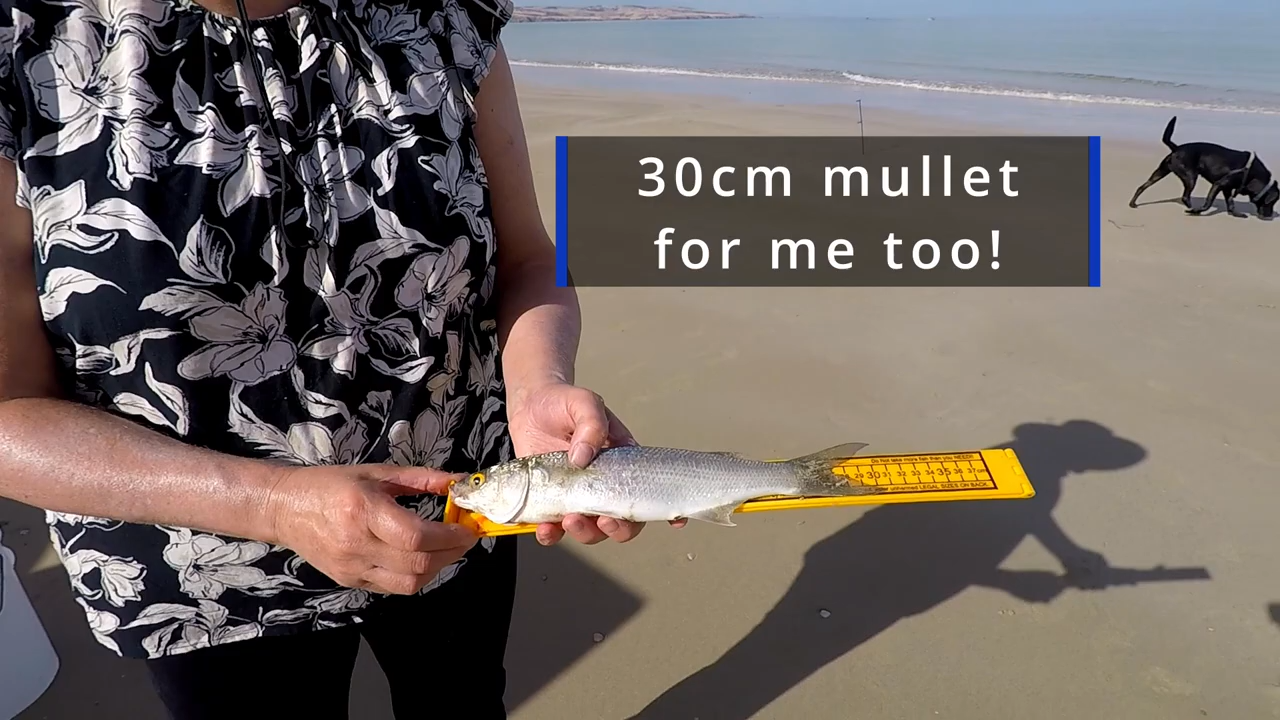 30cm mullet
for me too!
Do not take more fish than you NEED!
29 30 31 32 33 34 35 36 37cm
unharmed LEGAL SIZES ON BACK